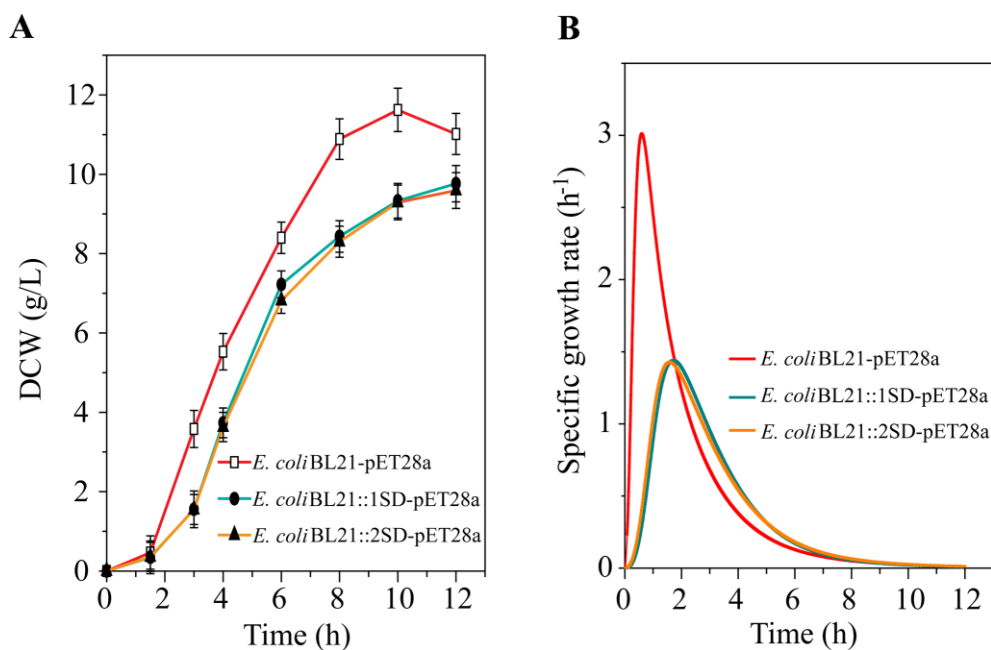 A
DCW (g/L)
12
10
8
6
4
2
0
E. coli BL21-pET28a
E. coli BL21::1SD-pET28a
E. coli BL21::2SD-pET28a
0 2 4 6 8 10 12
Time (h)
B
Specific growth rate (h⁻¹)
3
2
1
0
E. coli BL21-pET28a
E. coli BL21::1SD-pET28a
E. coli BL21::2SD-pET28a
0 2 4 6 8 10 12
Time (h)